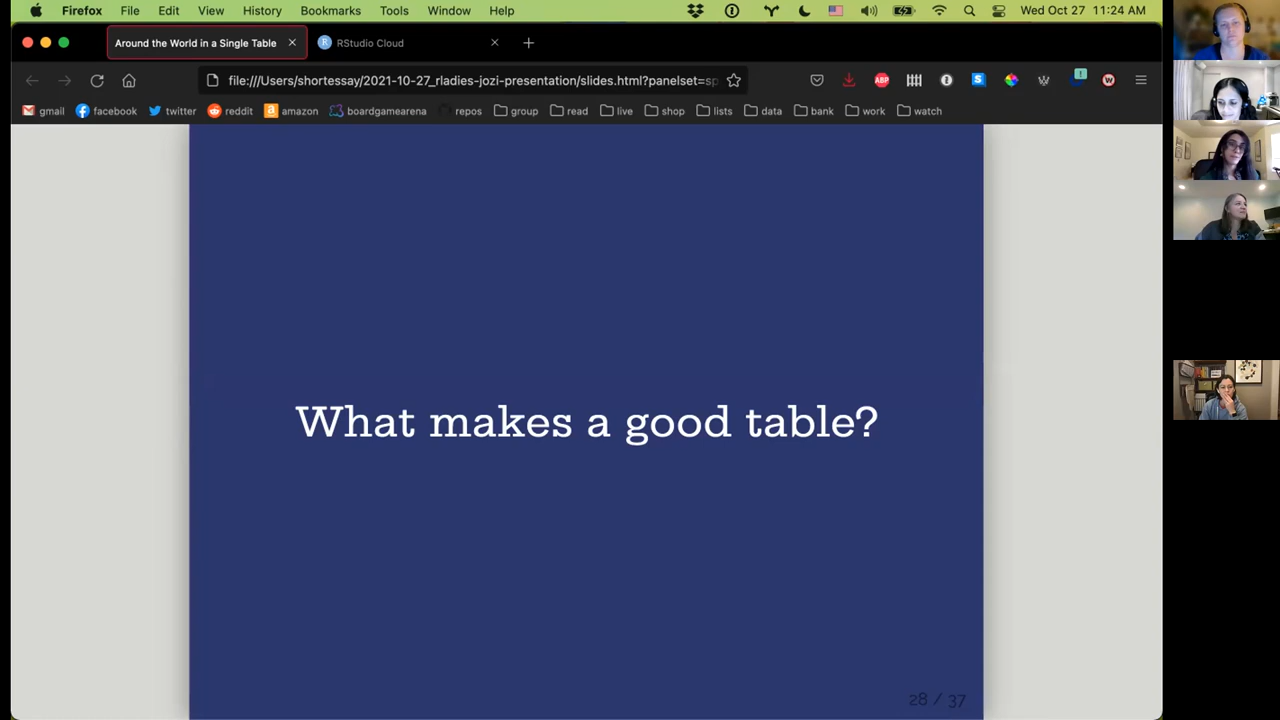 Firefox File Edit View History Bookmarks Tools Window Help Wed Oct 27 11:24 AM
Around the World in a Single Table RStudio Cloud
file:///Users/shortessay/2021-10-27_rladies-jozi-presentation/slides.html?panelset=sp
gmail facebook twitter reddit amazon boardgamearena repos group read live shop lists data bank work watch
What makes a good table?
28 / 37